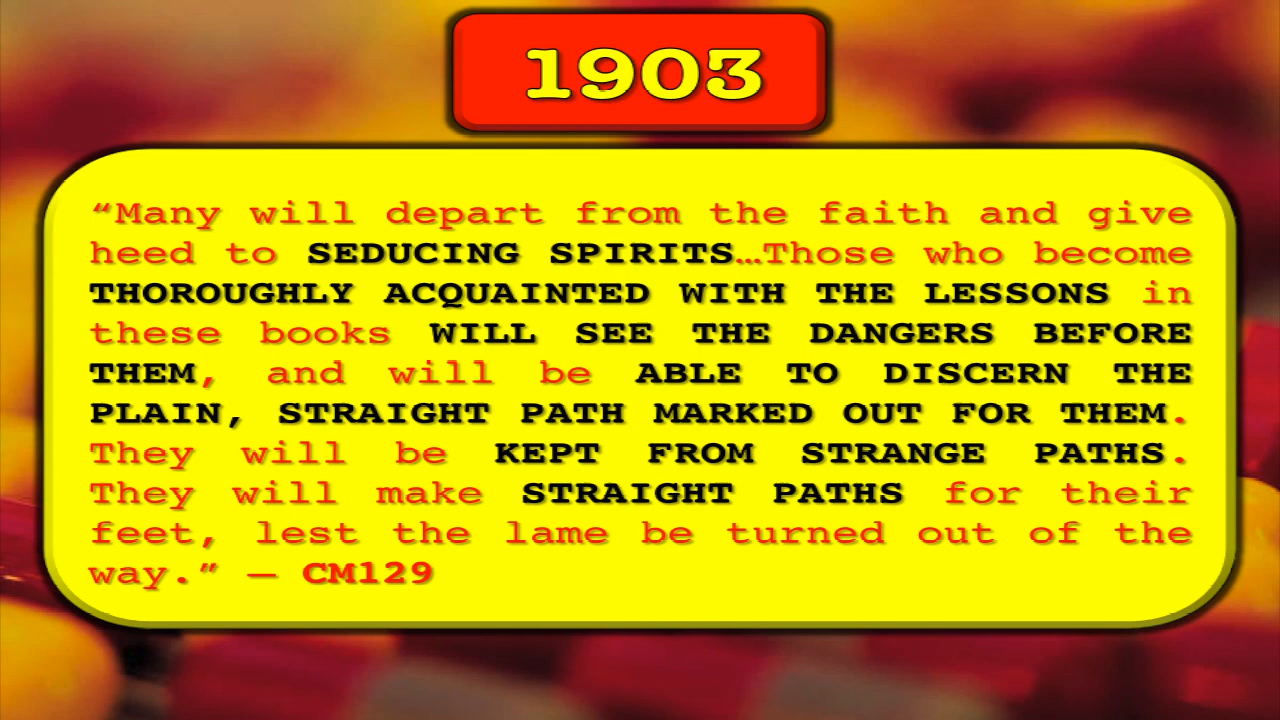 1903
“Many will depart from the faith and give
heed to SEDUCING SPIRITS…Those who become
THOROUGHLY ACQUAINTED WITH THE LESSONS in
these books WILL SEE THE DANGERS BEFORE
THEM, and will be ABLE TO DISCERN THE
PLAIN, STRAIGHT PATH MARKED OUT FOR THEM.
They will be KEPT FROM STRANGE PATHS.
They will make STRAIGHT PATHS for their
feet, lest the lame be turned out of the
way.” — CM129